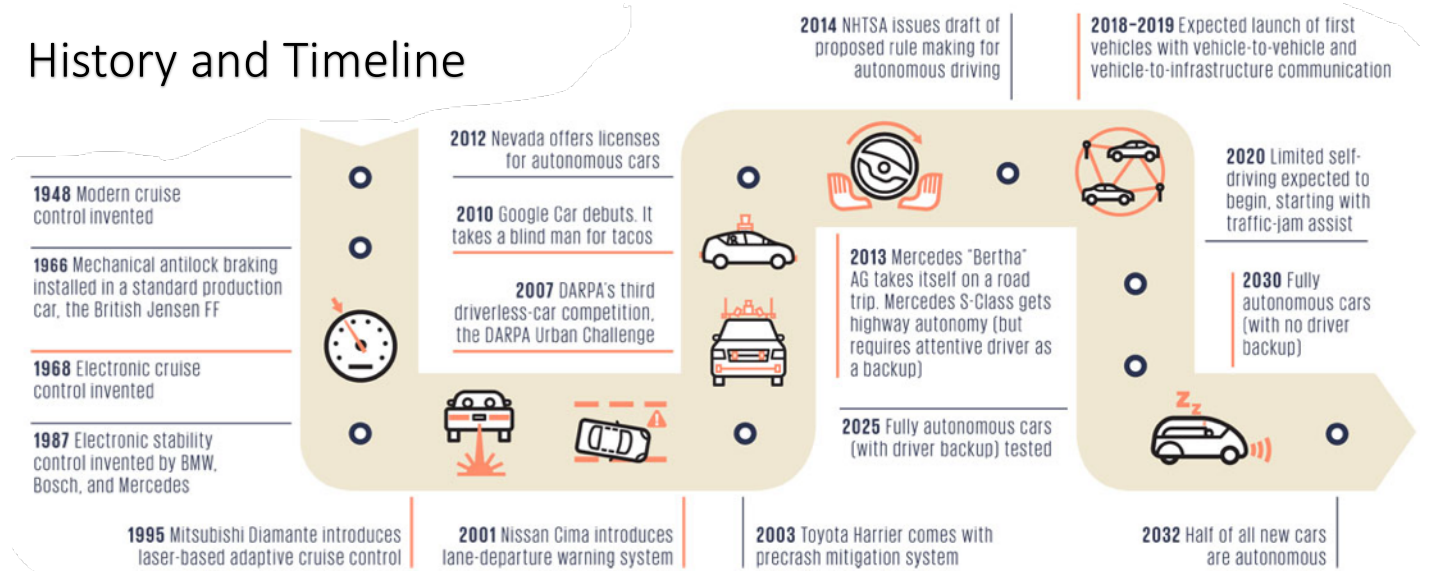 History and Timeline
1948 Modern cruise
control invented
1966 Mechanical antilock braking
installed in a standard production
car, the British Jensen FF
1968 Electronic cruise
control invented
1987 Electronic stability
control invented by BMW,
Bosch, and Mercedes
1995 Mitsubishi Diamante introduces
laser-based adaptive cruise control
2001 Nissan Cima introduces
lane-departure warning system
2003 Toyota Harrier comes with
precrash mitigation system
2007 DARPA's third
driverless-car competition,
the DARPA Urban Challenge
2010 Google Car debuts. It
takes a blind man for tacos
2012 Nevada offers licenses
for autonomous cars
2013 Mercedes "Bertha"
AG takes itself on a road
trip. Mercedes S-Class gets
highway autonomy (but
requires attentive driver as
a backup)
2014 NHTSA issues draft of
proposed rule making for
autonomous driving
2018-2019 Expected launch of first
vehicles with vehicle-to-vehicle and
vehicle-to-infrastructure communication
2020 Limited self-
driving expected to
begin, starting with
traffic-jam assist
2025 Fully autonomous cars
(with driver backup) tested
2030 Fully
autonomous cars
(with no driver
backup)
Z Z
2032 Half of all new cars
are autonomous